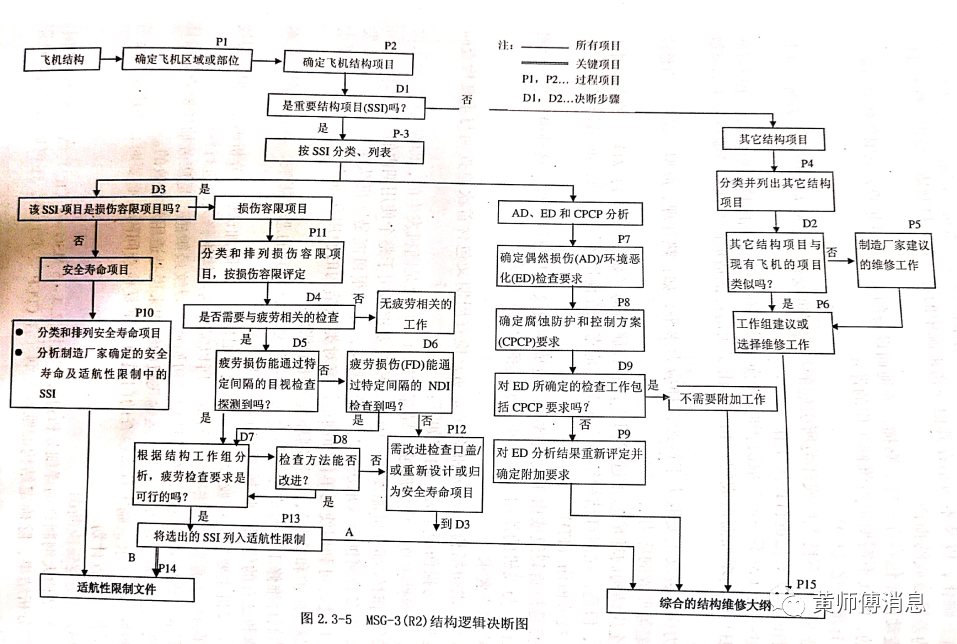 飞机结构
P1
确定飞机区域或部位
P2
确定飞机结构项目
注：
所有项目
关键项目
P1，P2… 过程项目
D1，D2…决断步骤
D1
是重要结构项目(SSI)吗？
否
是
P-3
按 SSI 分类、列表
其它结构项目
P4
分类并列出其它结构
项目
D2
其它结构项目与
现有飞机的项目
类似吗？
否
P5
制造厂家建议
的维修工作
是
P6
工作组建议或
选择维修工作
D3
该 SSI 项目是损伤容限项目吗？
是
损伤容限项目
否
安全寿命项目
P10
● 分类和排列安全寿命项目
● 分析制造厂家确定的安全
寿命及适航性限制中的
SSI
P11
分类和排列损伤容限项
目，按损伤容限评定
D4
是否需要与疲劳相关的检查
否
无疲劳相关的
工作
是
D5
疲劳损伤能通过特
定间隔的目视检查
探测到吗？
否
D6
疲劳损伤(FD)能通
过特定间隔的 NDI
检查到吗？
是
是
否
D7
根据结构工作组分
析，疲劳检查要求是
可行的吗？
D8
检查方法能否
改进？
否
是
P12
需改进检查口盖/
或重新设计或归
为安全寿命项目
到 D3
是
P13
将选出的 SSI 列入适航性限制
A
B
P14
适航性限制文件
AD、ED 和 CPCP 分析
P7
确定偶然损伤(AD)/环境恶
化(ED)检查要求
P8
确定腐蚀防护和控制方案
(CPCP)要求
D9
对 ED 所确定的检查工作包
括 CPCP 要求吗？
是
不需要附加工作
否
P9
对 ED 分析结果重新评定并
确定附加要求
P15
综合的结构维修大纲
图 2.3-5 MSG-3(R2)结构逻辑决断图
黄师傅消息